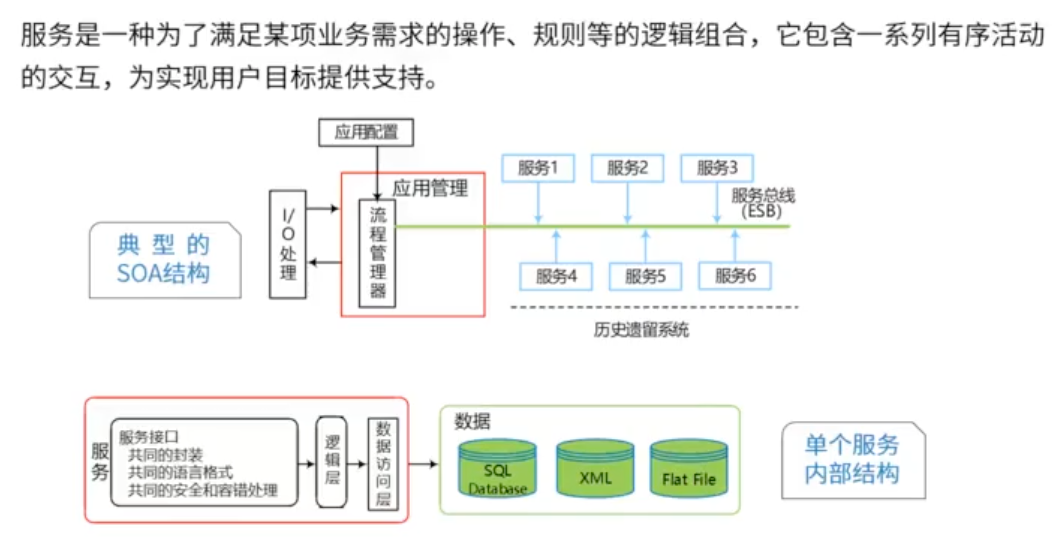 服务是一种为了满足某项业务需求的操作、规则等的逻辑组合，它包含一系列有序活动
的交互，为实现用户目标提供支持。
应用配置
应用管理
服务1
服务2
服务3
服务总线
(ESB)
I/O处理
流程管理器
典型的
SOA结构
服务4
服务5
服务6
历史遗留系统
服务
服务接口
共同的封装
共同的语言格式
共同的安全和容错处理
逻辑层
数据访问层
数据
SQL
Database
XML
Flat File
单个服务
内部结构